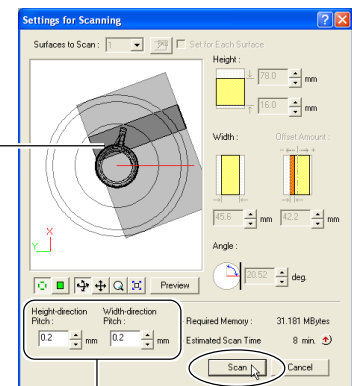 Settings for Scanning
Surfaces to Scan : 1 Set for Each Surface
Height :
78.0 mm
16.0 mm
Width : Offset Amount :
45.6 mm 42.2 mm
Angle :
20.52 deg.
X
Y
Preview
Height-direction Pitch : Width-direction Pitch :
0.2 mm 0.2 mm
Required Memory : 31.181 MBytes
Estimated Scan Time 8 min.
Scan Cancel